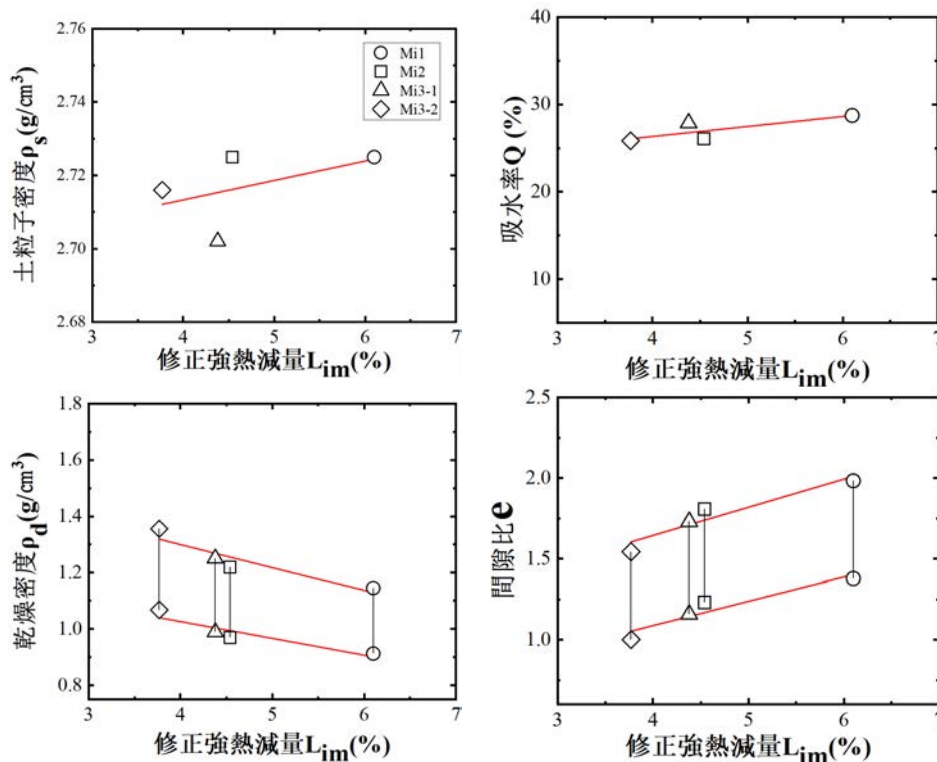 土粒子密度ρs(g/cm³)
2.76
2.74
2.72
2.70
2.68
Mi1
Mi2
Mi3-1
Mi3-2
3 4 5 6 7
修正強熱減量Lim(%)
吸水率Q (%)
40
30
20
10
3 4 5 6 7
修正強熱減量Lim(%)
乾燥密度ρd(g/cm³)
1.8
1.6
1.4
1.2
1.0
0.8
3 4 5 6 7
修正強熱減量Lim(%)
間隙比e
2.5
2.0
1.5
1.0
3 4 5 6 7
修正強熱減量Lim(%)